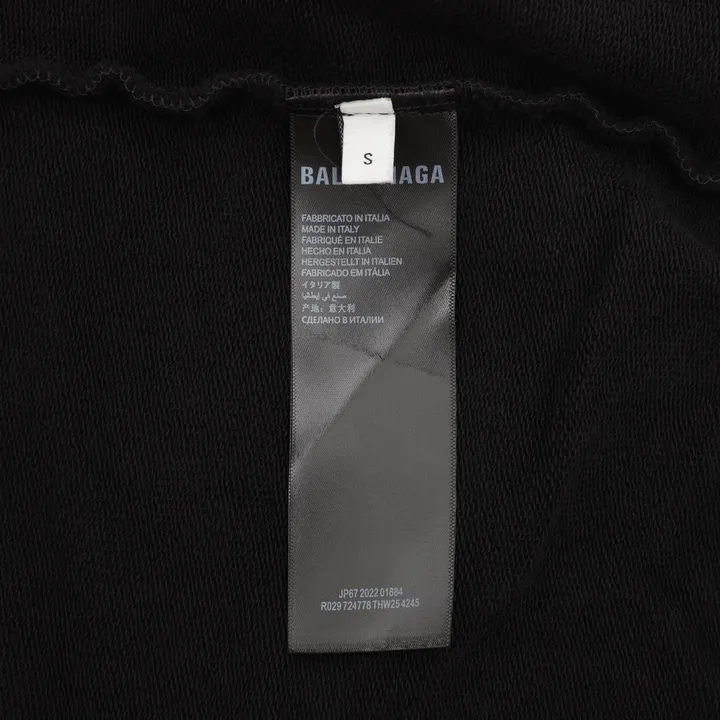 S
BAL NAGA
FABBRICATO IN ITALIA
MADE IN ITALY
FABRIQUÉ EN ITALIE
HECHO EN ITALIA
HERGESTELLT IN ITALIEN
FABRICADO EM ITÁLIA
イタリア製
صنع في إيطاليا
产地：意大利
СДЕЛАНО В ИТАЛИИ
JP67 2022 01884
R029 724778 THW25 4245